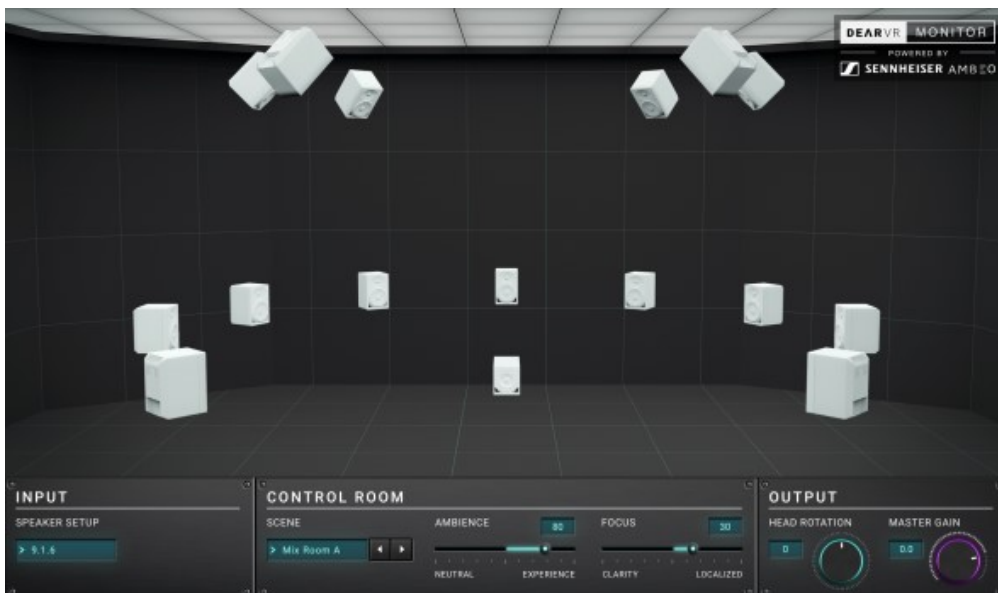 DEARVR MONITOR
POWERED BY
SENNHEISER AMBEO
INPUT
SPEAKER SETUP
> 9.1.6
CONTROL ROOM
SCENE
> Mix Room A
AMBIENCE
80
NEUTRAL
EXPERIENCE
FOCUS
30
CLARITY
LOCALIZED
OUTPUT
HEAD ROTATION
0
MASTER GAIN
0.0